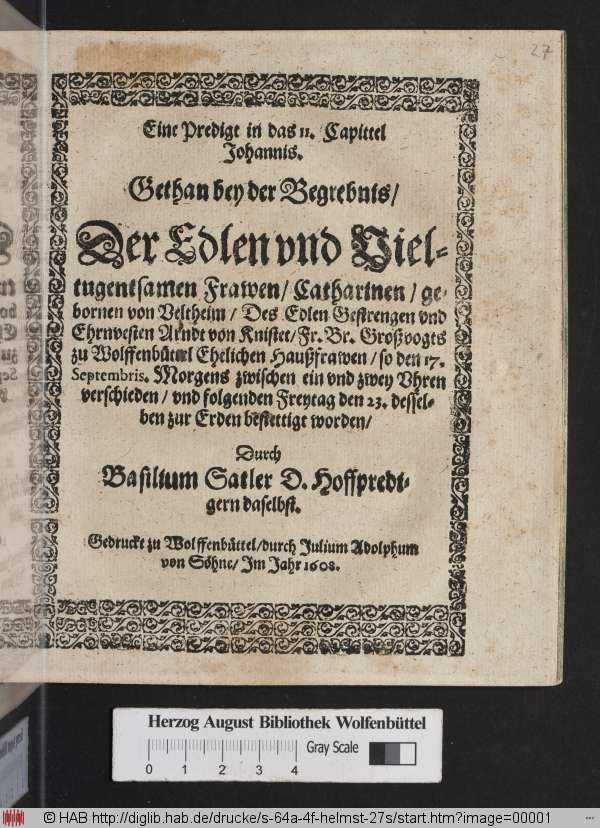 27
Eine Predigt in das 11. Capittel
Johannis.
Gethan bey der Begrebnis/
Der Edlen vnd Viel-
tugentsamen Frawen/ Catharinen/ ge-
bornen von Veltheim/ Des Edlen Gestrengen vnd
Ehrnvesten Arndt von Knistet/ Fr. Br. Großvogts
zu Wolffenbüttel Ehelichen Haußfrawen/ so den 17.
Septembris. Morgens zwischen ein vnd zwey Vhren
verschieden/ vnd folgenden Freytag den 23. dessel-
ben zur Erden bestettigt worden/
Durch
Basilium Satler D. Hoffpredi-
gern daselbst.
Gedruckt zu Wolffenbüttel/ durch Julium Adolphum
von Söhne/ Im Jahr 1608.
Herzog August Bibliothek Wolfenbüttel
Gray Scale
0 1 2 3 4
© HAB http://diglib.hab.de/drucke/s-64a-4f-helmst-27s/start.htm?image=00001